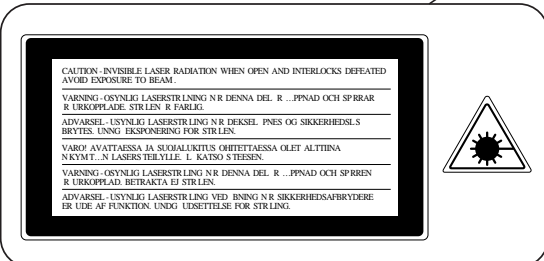 CAUTION - INVISIBLE LASER RADIATION WHEN OPEN AND INTERLOCKS DEFEATED
AVOID EXPOSURE TO BEAM .
VARNING - OSYNLIG LASERSTR LING N R DENNA DEL R …PPNAD OCH SP RRAR
R URKOPPLADE. STR LEN R FARLIG.
ADVARSEL - USYNLIG LASERSTR LING N R DEKSEL PNES OG SIKKERHEDSL S
BRYTES. UNNG EKSPONERING FOR STR LEN.
VARO! AVATTAESSA JA SUOJALUKITUS OHITETTAESSA OLET ALTTIINA
N KYM T…N LASERS TEILYLLE. L KATSO S TEESEN.
VARNING - OSYNLIG LASERSTR LING N R DENNA DEL R …PPNAD OCH SP RREN
R URKOPPLAD. BETRAKTA EJ STR LEN.
ADVARSEL - USYNLIG LASERSTR LING VED BNING N R SIKKERHEDSAFBRYDERE
ER UDE AF FUNKTION. UNDG UDSETTELSE FOR STR LING.